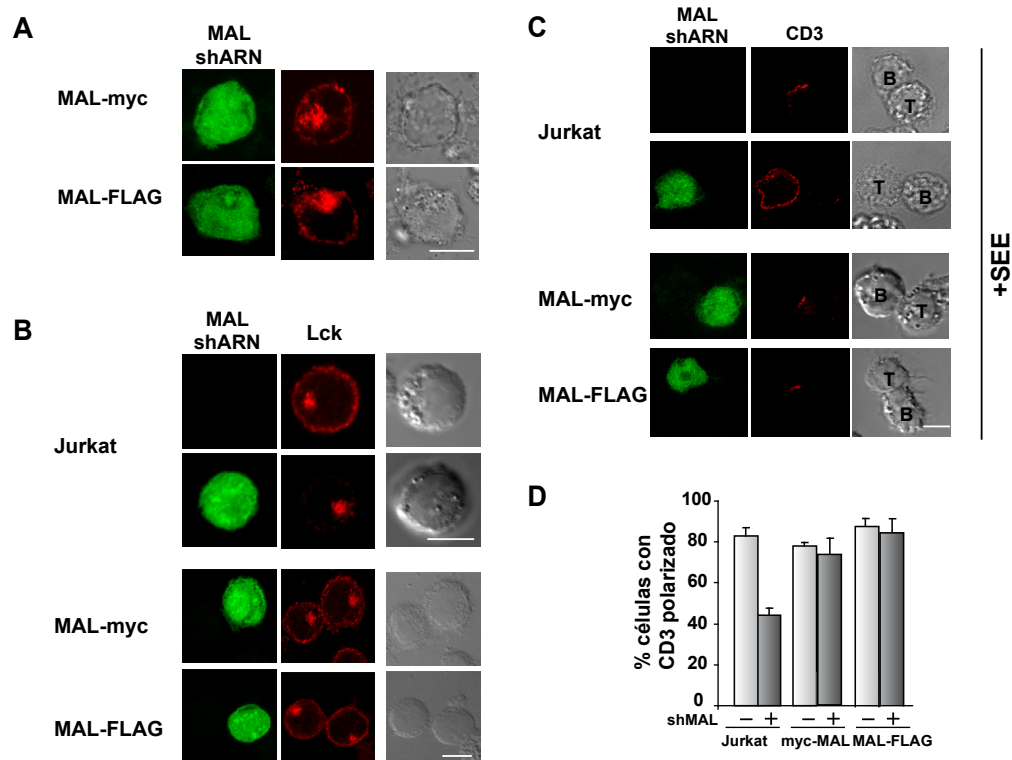 A
MAL
shARN
MAL-myc
MAL-FLAG
B
MAL
shARN
Lck
Jurkat
MAL-myc
MAL-FLAG
C
MAL
shARN
CD3
Jurkat
B
T
T
B
MAL-myc
B
T
MAL-FLAG
T
B
+SEE
D
% células con
CD3 polarizado
100
80
60
40
20
0
shMAL
− + − + − +
Jurkat myc-MAL MAL-FLAG